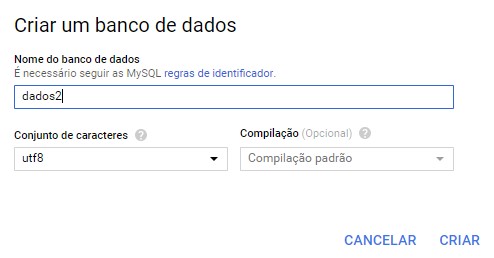 Criar um banco de dados
Nome do banco de dados
É necessário seguir as MySQL regras de identificador.
dados2
Conjunto de caracteres ?
Compilação (Opcional) ?
utf8
Compilação padrão
CANCELAR CRIAR